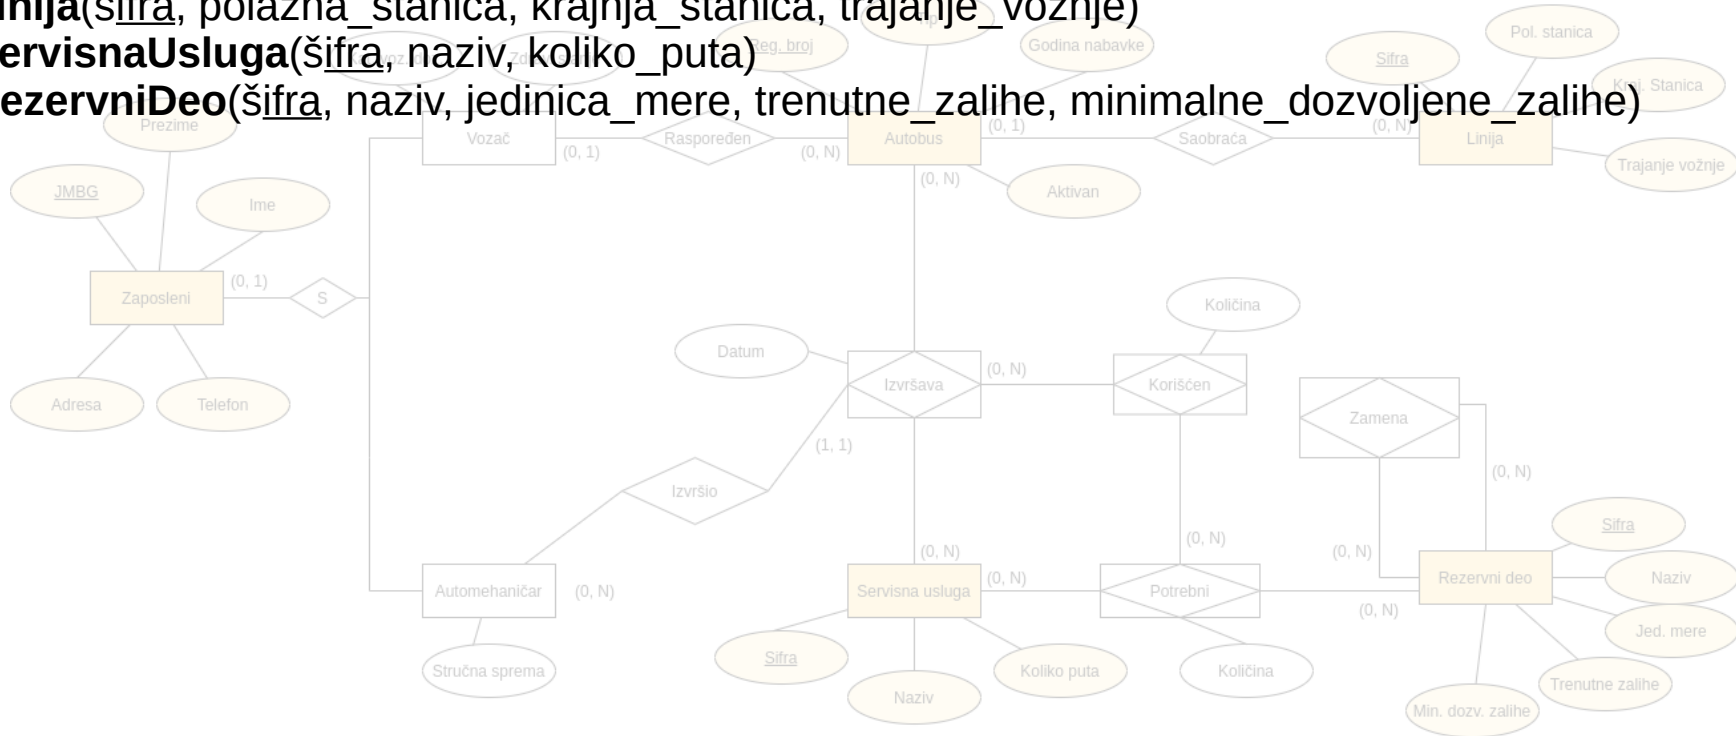 (šifra, polazna_stanica, krajnja_stanica, trajanje_vožnje)
ervisnaUsluga(šifra, naziv, koliko_puta)
ezervniDeo(šifra, naziv, jedinica_mere, trenutne_zalihe, minimalne_dozvoljene_zalihe)
Reg. broj
Godina nabavke
Sifra
Pol. stanica
Kraj. Stanica
Prezime
Vozač
(0, 1)
Raspoređen
(0, N)
Autobus
(0, 1)
Saobraća
(0, N)
Linija
Trajanje vožnje
JMBG
Ime
(0, N)
Aktivan
Zaposleni
(0, 1)
S
Količina
Datum
Izvršava
(0, N)
Korišćen
Adresa
Telefon
Zamena
(1, 1)
(0, N)
Izvršio
Sifra
(0, N)
(0, N)
(0, N)
Automehaničar
(0, N)
Servisna usluga
(0, N)
Potrebni
(0, N)
Rezervni deo
Naziv
Jed. mere
Stručna sprema
Sifra
Naziv
Koliko puta
Količina
Trenutne zalihe
Min. dozv. zalihe